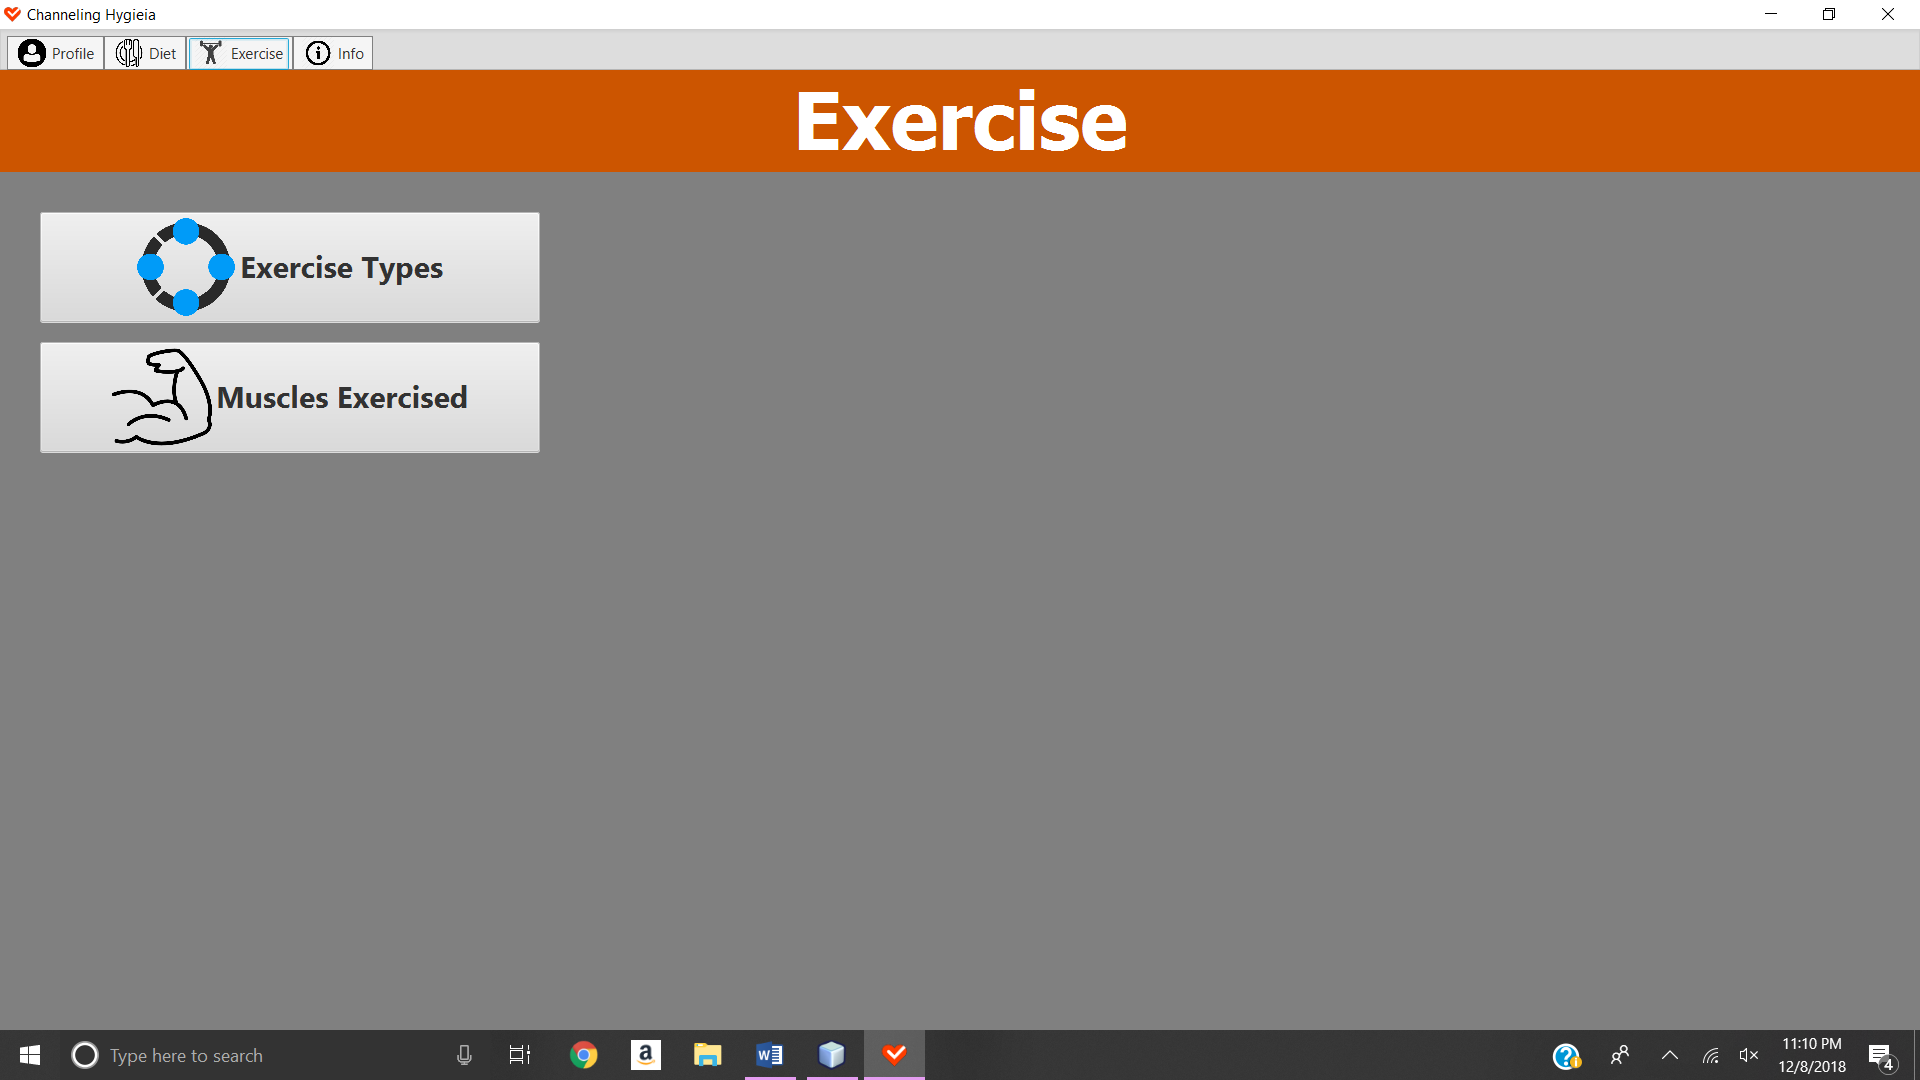 Channeling Hygieia
Profile
Diet
Exercise
Info
Exercise
Exercise Types
Muscles Exercised
Type here to search
a
W
11:10 PM
12/8/2018
4